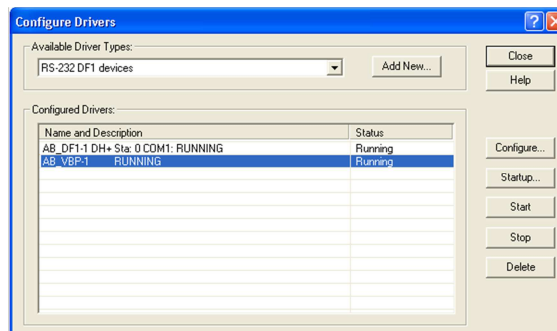 Configure Drivers
Available Driver Types:
RS-232 DF1 devices
Add New...
Close
Help
Configured Drivers:
Name and Description Status
AB_DF1-1 DH+ Sta: 0 COM1: RUNNING Running
AB_VBP-1 RUNNING Running
Configure...
Startup...
Start
Stop
Delete